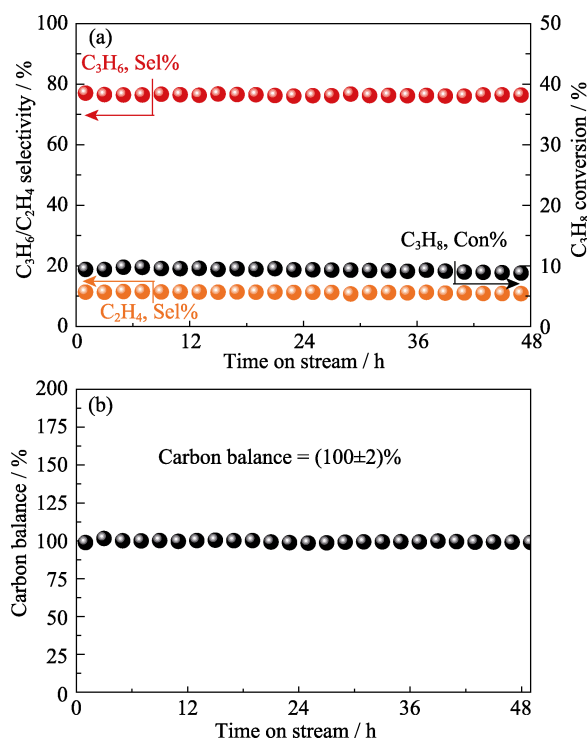 (a)
C₃H₆, Sel%
C₃H₈, Con%
C₂H₄, Sel%
C₃H₆/C₂H₄ selectivity / %
100
80
60
40
20
0
C₃H₈ conversion / %
50
40
30
20
10
0
0 12 24 36 48
Time on stream / h
(b)
Carbon balance = (100±2)%
Carbon balance / %
200
175
150
125
100
75
50
25
0
0 12 24 36 48
Time on stream / h